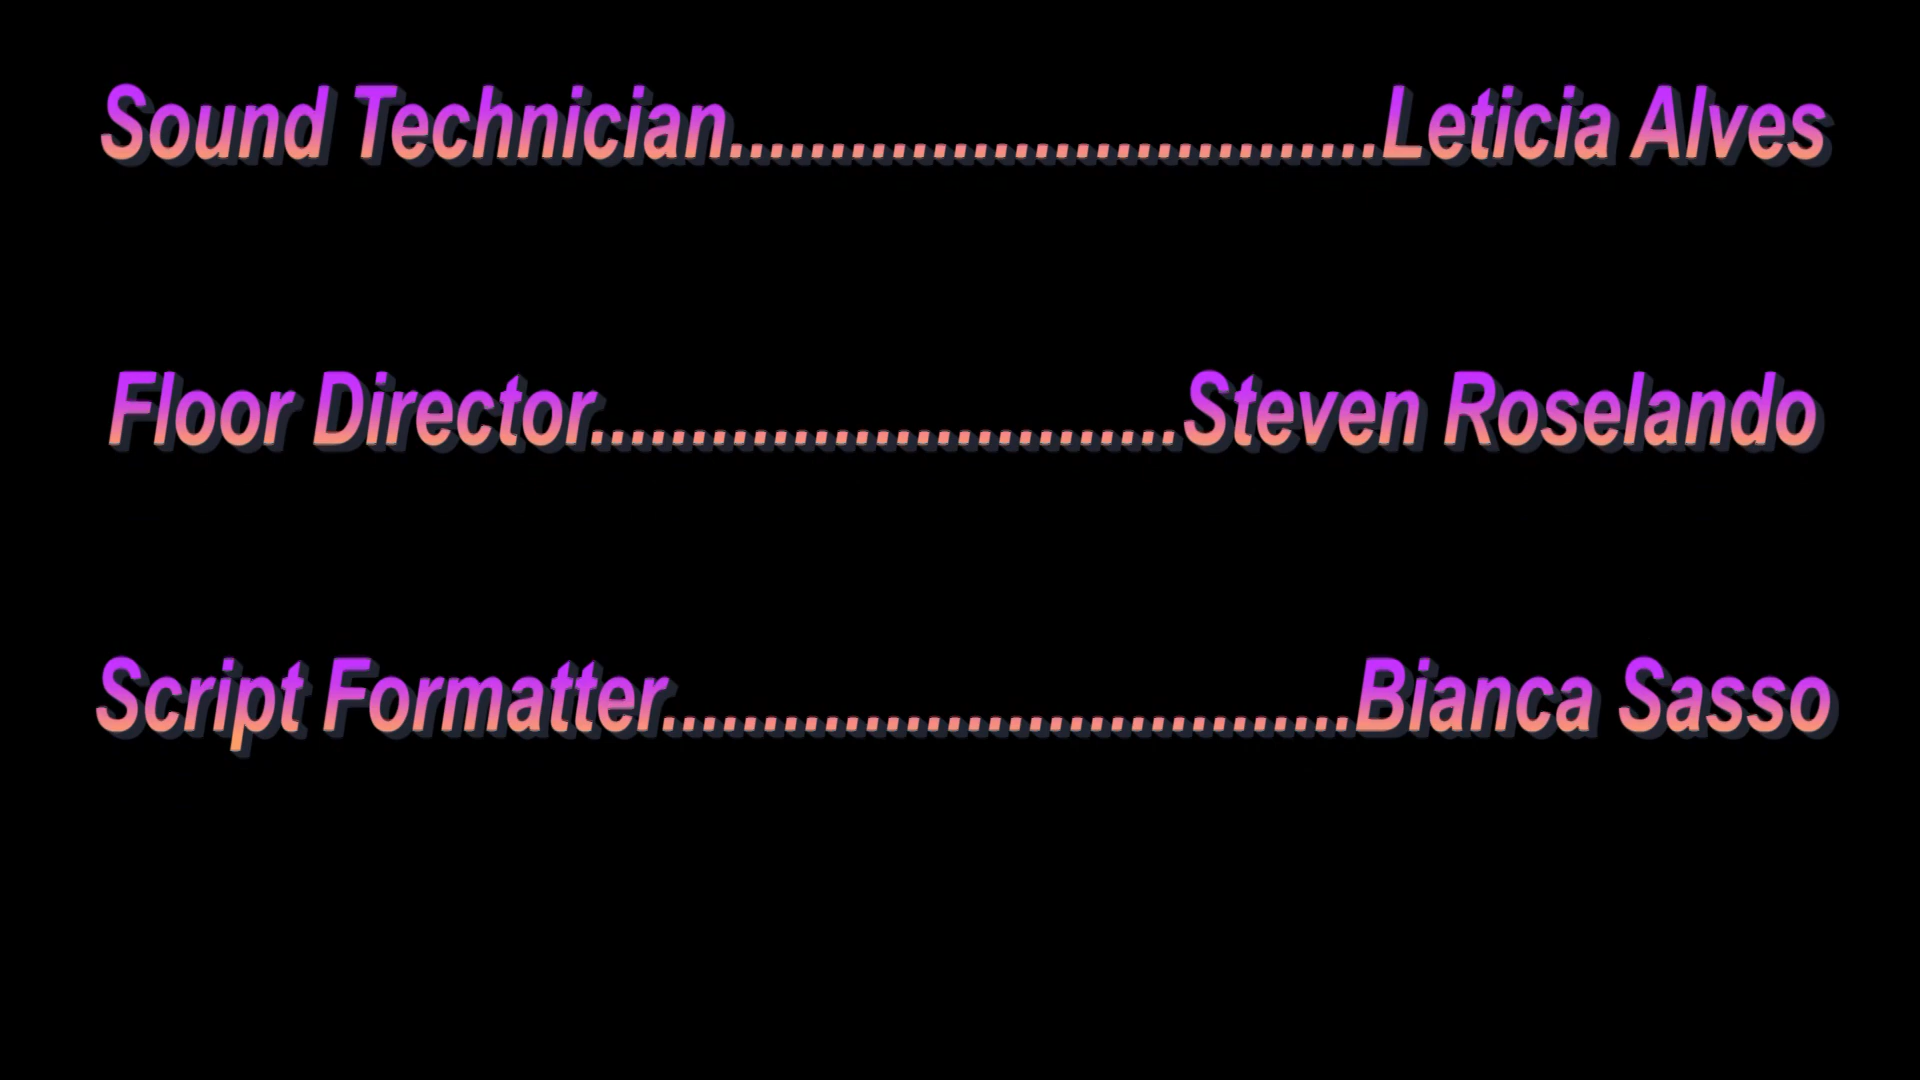 Sound Technician................................Leticia Alves
Floor Director.............................Steven Roselando
Script Formatter..................................Bianca Sasso